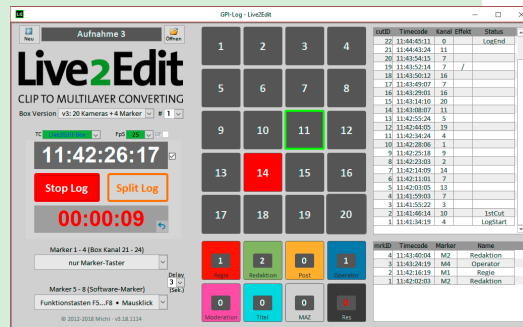 GPI-Log - Live2Edit
Neu
Aufnahme 3
Öffnen
Live2Edit
CLIP TO MULTILAYER CONVERTING
Box Version v3: 20 Kameras + 4 Marker # 1
TC FpS 25
11:42:26:17
Stop Log Split Log
00:00:09
Marker 1 - 4 (Box Kanal 21 - 24)
nur Marker-Taster
Delay
3
(Sek.)
Marker 5 - 8 (Software-Marker)
Funktionstasten F5...F8 • Mausklick
© 2012-2018 Michi - v3.18.1114
1 2 3 4
5 6 7 8
9 10 11 12
13 14 15 16
17 18 19 20
1 Regie
2 Redaktion
0 Post
1 Operator
0 Moderation
0 Titel
0 MAZ
0 Res
cutID Timecode Kanal Effekt Status
22 11:44:45:11 0 LogEnd
21 11:44:43:24 11
20 11:43:54:15 7
19 11:43:52:14 7 /
18 11:43:50:12 16
17 11:43:49:07 7
16 11:43:29:01 16
15 11:43:14:10 20
14 11:43:08:07 11
13 11:42:55:24 5
12 11:42:44:05 19
11 11:42:34:24 4
10 11:42:28:06 1
9 11:42:25:18 9
8 11:42:23:03 2
7 11:42:14:09 14
6 11:42:11:01 7
5 11:42:03:05 13
4 11:41:59:03 7
3 11:41:55:22 3
2 11:41:46:14 10 1stCut
1 11:41:34:19 4 LogStart
mrkID Timecode Marker Name
4 11:43:40:04 M2 Redaktion
3 11:43:24:19 M4 Operator
2 11:42:16:19 M1 Regie
1 11:42:02:03 M2 Redaktion